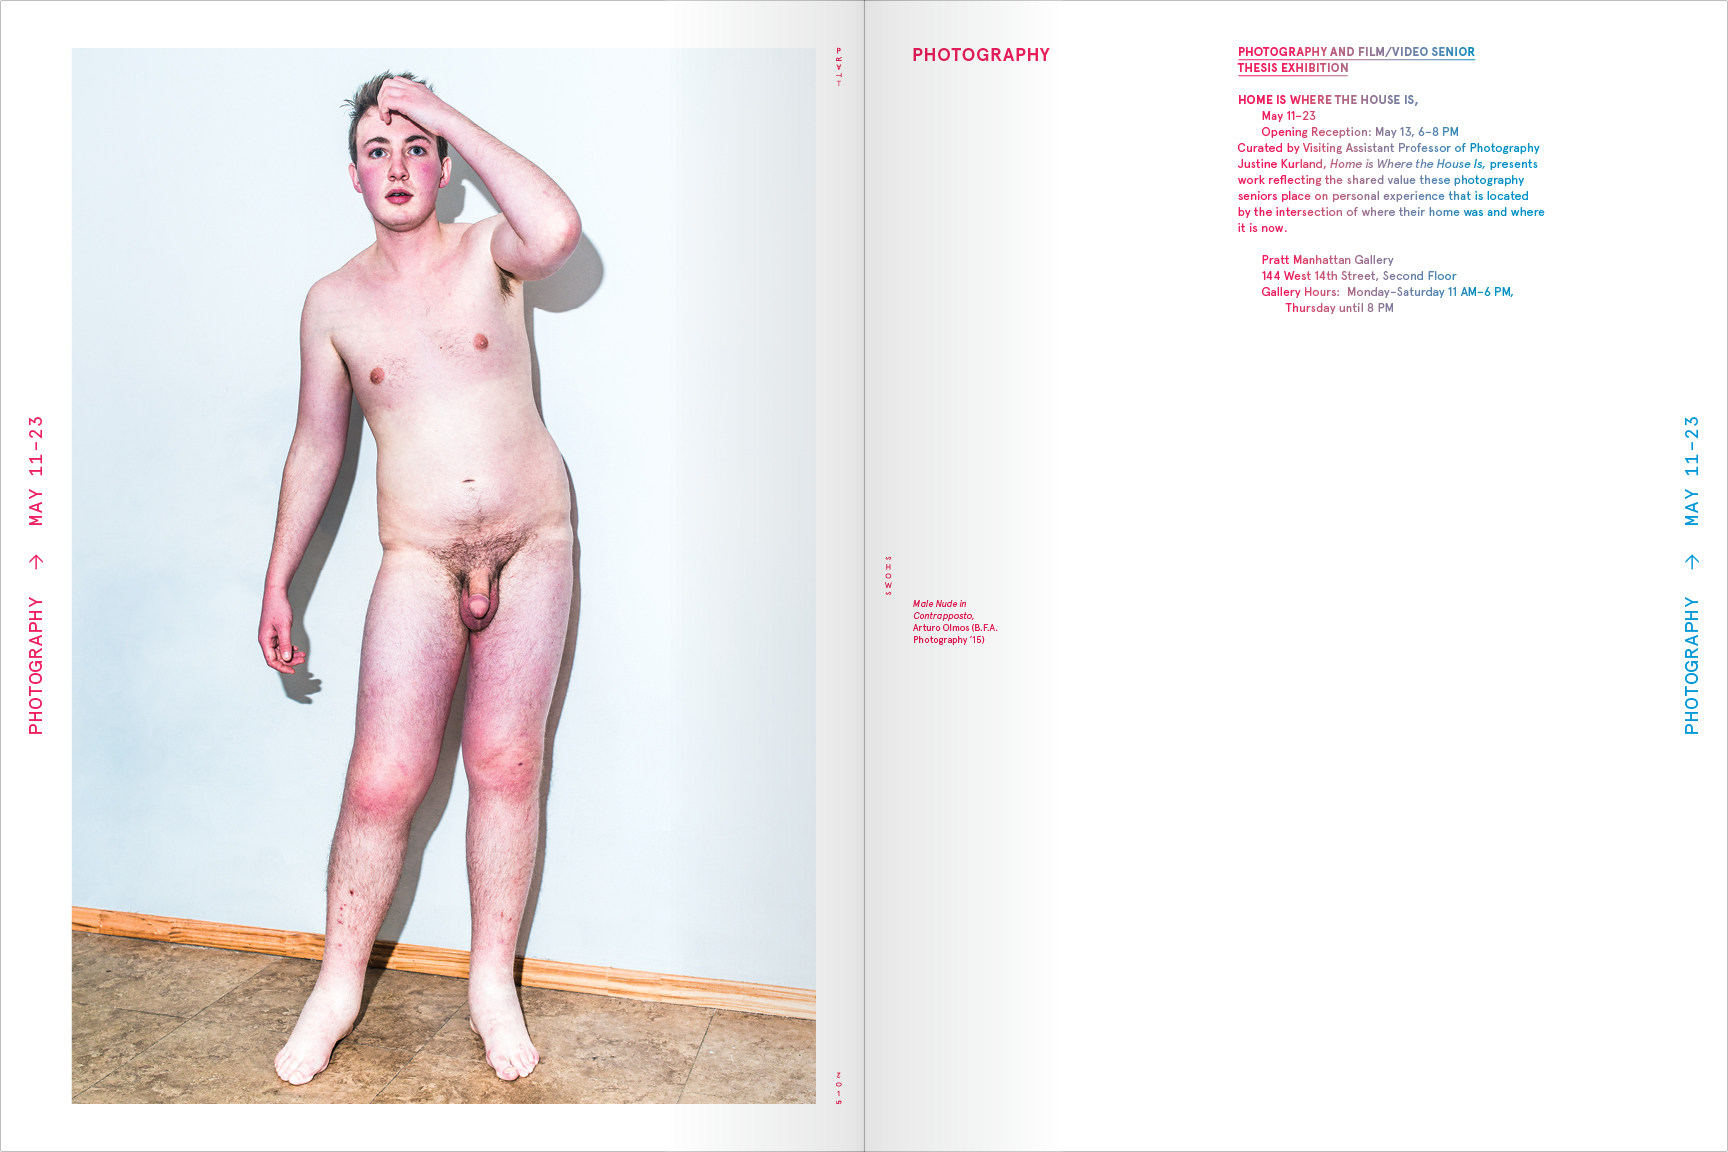 PHOTOGRAPHY → MAY 11–23
PRATT
2015
SHOWS
PHOTOGRAPHY
Male Nude in
Contrapposto,
Arturo Olmos (B.F.A.
Photography ’15)
PHOTOGRAPHY AND FILM/VIDEO SENIOR
THESIS EXHIBITION
HOME IS WHERE THE HOUSE IS,
May 11–23
Opening Reception: May 13, 6–8 PM
Curated by Visiting Assistant Professor of Photography
Justine Kurland, Home is Where the House Is, presents
work reflecting the shared value these photography
seniors place on personal experience that is located
by the intersection of where their home was and where
it is now.
Pratt Manhattan Gallery
144 West 14th Street, Second Floor
Gallery Hours: Monday–Saturday 11 AM–6 PM,
Thursday until 8 PM
PHOTOGRAPHY → MAY 11–23